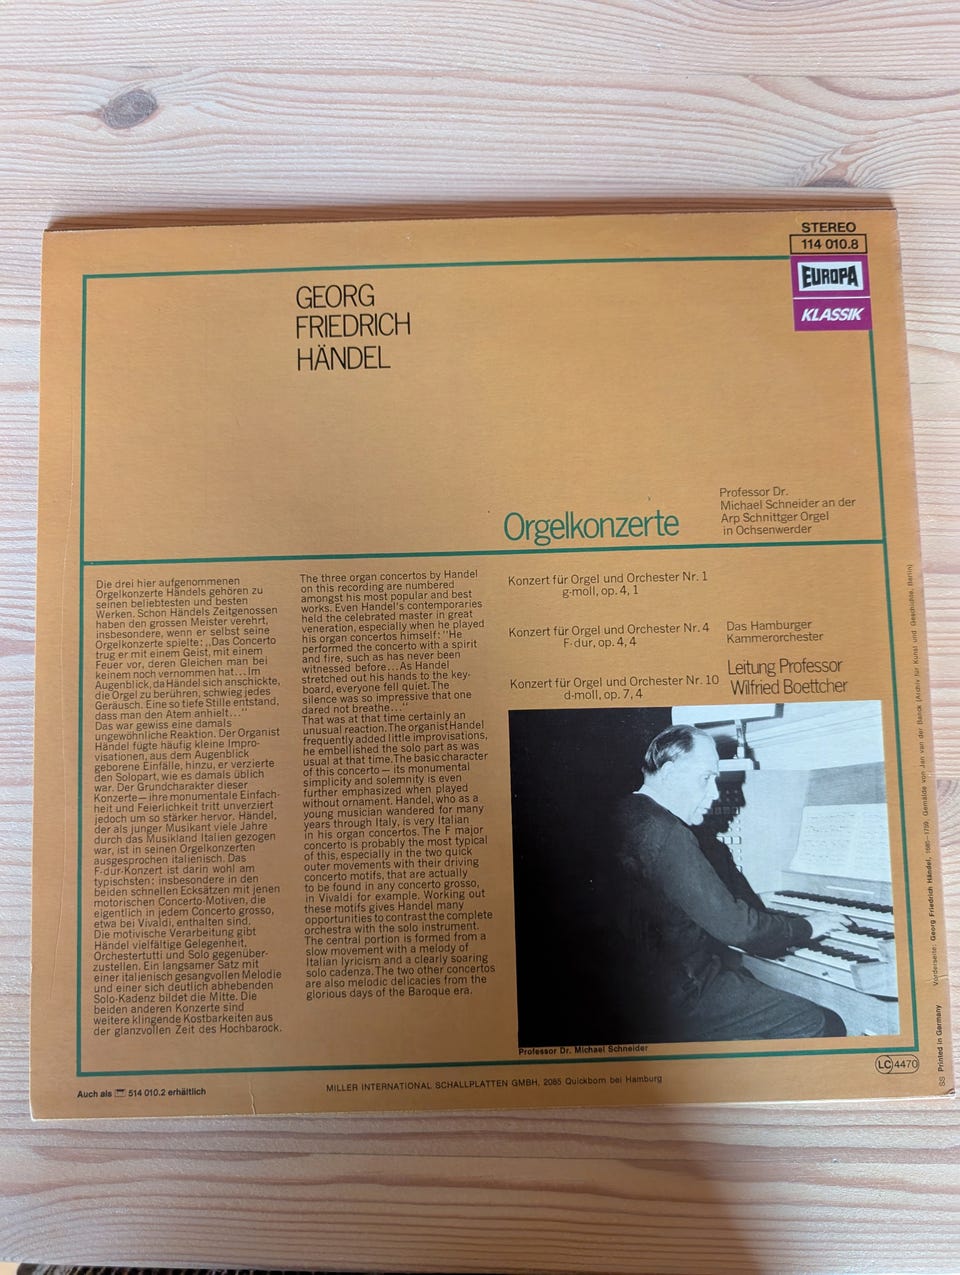 STEREO
114 010.8
EUROPA
KLASSIK
GEORG
FRIEDRICH
HÄNDEL
Orgelkonzerte
Professor Dr.
Michael Schneider an der
Arp Schnittger Orgel
in Ochsenwerder
Die drei hier aufgenommenen
Orgelkonzerte Händels gehören zu
seinen beliebtesten und besten
Werken. Schon Händels Zeitgenossen
haben den grossen Meister verehrt,
insbesondere, wenn er selbst seine
Orgelkonzerte spielte: „Das Concerto
trug er mit einem Geist, mit einem
Feuer vor, deren Gleichen man bei
keinem noch vernommen hat... Im
Augenblick, da Händel sich anschickte,
die Orgel zu berühren, schwieg jedes
Geräusch. Eine so tiefe Stille entstand,
dass man den Atem anhielt..."
Das war gewiss eine damals
ungewöhnliche Reaktion. Der Organist
Händel fügte häufig kleine Impro-
visationen, aus dem Augenblick
geborene Einfälle, hinzu, er verzierte
den Solopart, wie es damals üblich
war. Der Grundcharakter dieser
Konzerte — ihre monumentale Einfach-
heit und Feierlichkeit tritt unverziert
jedoch um so stärker hervor. Händel,
der als junger Musikant viele Jahre
durch das Musikland Italien gezogen
war, ist in seinen Orgelkonzerten
ausgesprochen italienisch. Das
F-dur-Konzert ist darin wohl am
typischsten: insbesondere in den
beiden schnellen Ecksätzen mit jenen
motorischen Concerto-Motiven, die
eigentlich in jedem Concerto grosso,
etwa bei Vivaldi, enthalten sind.
Die motivische Verarbeitung gibt
Händel vielfältige Gelegenheit,
Orchestertutti und Solo gegenüber-
zustellen. Ein langsamer Satz mit
einer italienisch gesangvollen Melodie
und einer sich deutlich abhebenden
Solo-Kadenz bildet die Mitte. Die
beiden anderen Konzerte sind
weitere klingende Kostbarkeiten aus
der glanzvollen Zeit des Hochbarock.
The three organ concertos by Handel
on this recording are numbered
amongst his most popular and best
works. Even Handel's contemporaries
held the celebrated master in great
veneration, especially when he played
his organ concertos himself: "He
performed the concerto with a spirit
and fire, such as has never been
witnessed before... As Handel
stretched out his hands to the key-
board, everyone fell quiet. The
silence was so impressive that one
dared not breathe..."
That was at that time certainly an
unusual reaction. The organist Handel
frequently added little improvisations,
he embellished the solo part as was
usual at that time. The basic character
of this concerto — its monumental
simplicity and solemnity is even
further emphasized when played
without ornament. Handel, who as a
young musician wandered for many
years through Italy, is very Italian
in his organ concertos. The F major
concerto is probably the most typical
of this, especially in the two quick
outer movements with their driving
concerto motifs, that are actually
to be found in any concerto grosso,
in Vivaldi for example. Working out
these motifs gives Handel many
opportunities to contrast the complete
orchestra with the solo instrument.
The central portion is formed from a
slow movement with a melody of
Italian lyricism and a clearly soaring
solo cadenza. The two other concertos
are also melodic delicacies from the
glorious days of the Baroque era.
Konzert für Orgel und Orchester Nr. 1
g-moll, op. 4, 1
Konzert für Orgel und Orchester Nr. 4
F-dur, op. 4, 4
Konzert für Orgel und Orchester Nr. 10
d-moll, op. 7, 4
Das Hamburger
Kammerorchester
Leitung Professor
Wilfried Boettcher
Professor Dr. Michael Schneider
LC 4470
Auch als 514 010.2 erhältlich
MILLER INTERNATIONAL SCHALLPLATTEN GMBH, 2085 Quickborn bei Hamburg
SS Printed in Germany
Vorderseite: Georg Friedrich Händel, 1685–1759, Gemälde von Jan van der Banck (Archiv für Kunst und Geschichte, Berlin)